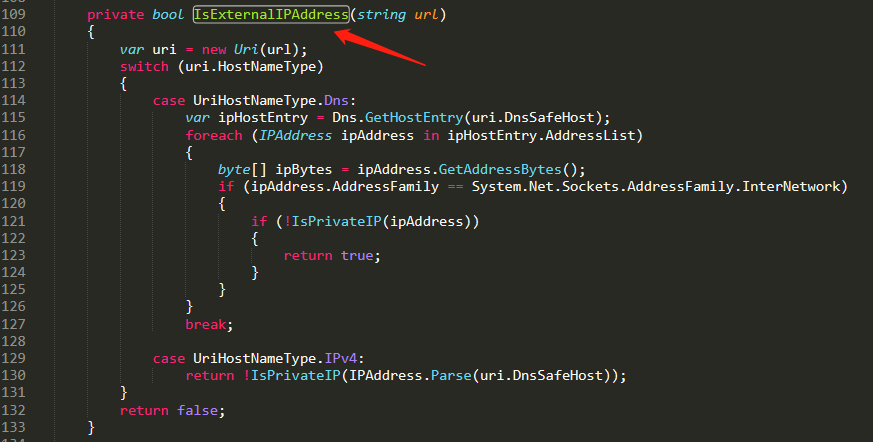 109 private bool IsExternalIPAddress(string url)
110 {
111 var uri = new Uri(url);
112 switch (uri.HostNameType)
113 {
114 case UriHostNameType.Dns:
115 var ipHostEntry = Dns.GetHostEntry(uri.DnsSafeHost);
116 foreach (IPAddress ipAddress in ipHostEntry.AddressList)
117 {
118 byte[] ipBytes = ipAddress.GetAddressBytes();
119 if (ipAddress.AddressFamily == System.Net.Sockets.AddressFamily.InterNetwork)
120 {
121 if (!IsPrivateIP(ipAddress))
122 {
123 return true;
124 }
125 }
126 }
127 break;
128
129 case UriHostNameType.IPv4:
130 return !IsPrivateIP(IPAddress.Parse(uri.DnsSafeHost));
131 }
132 return false;
133 }